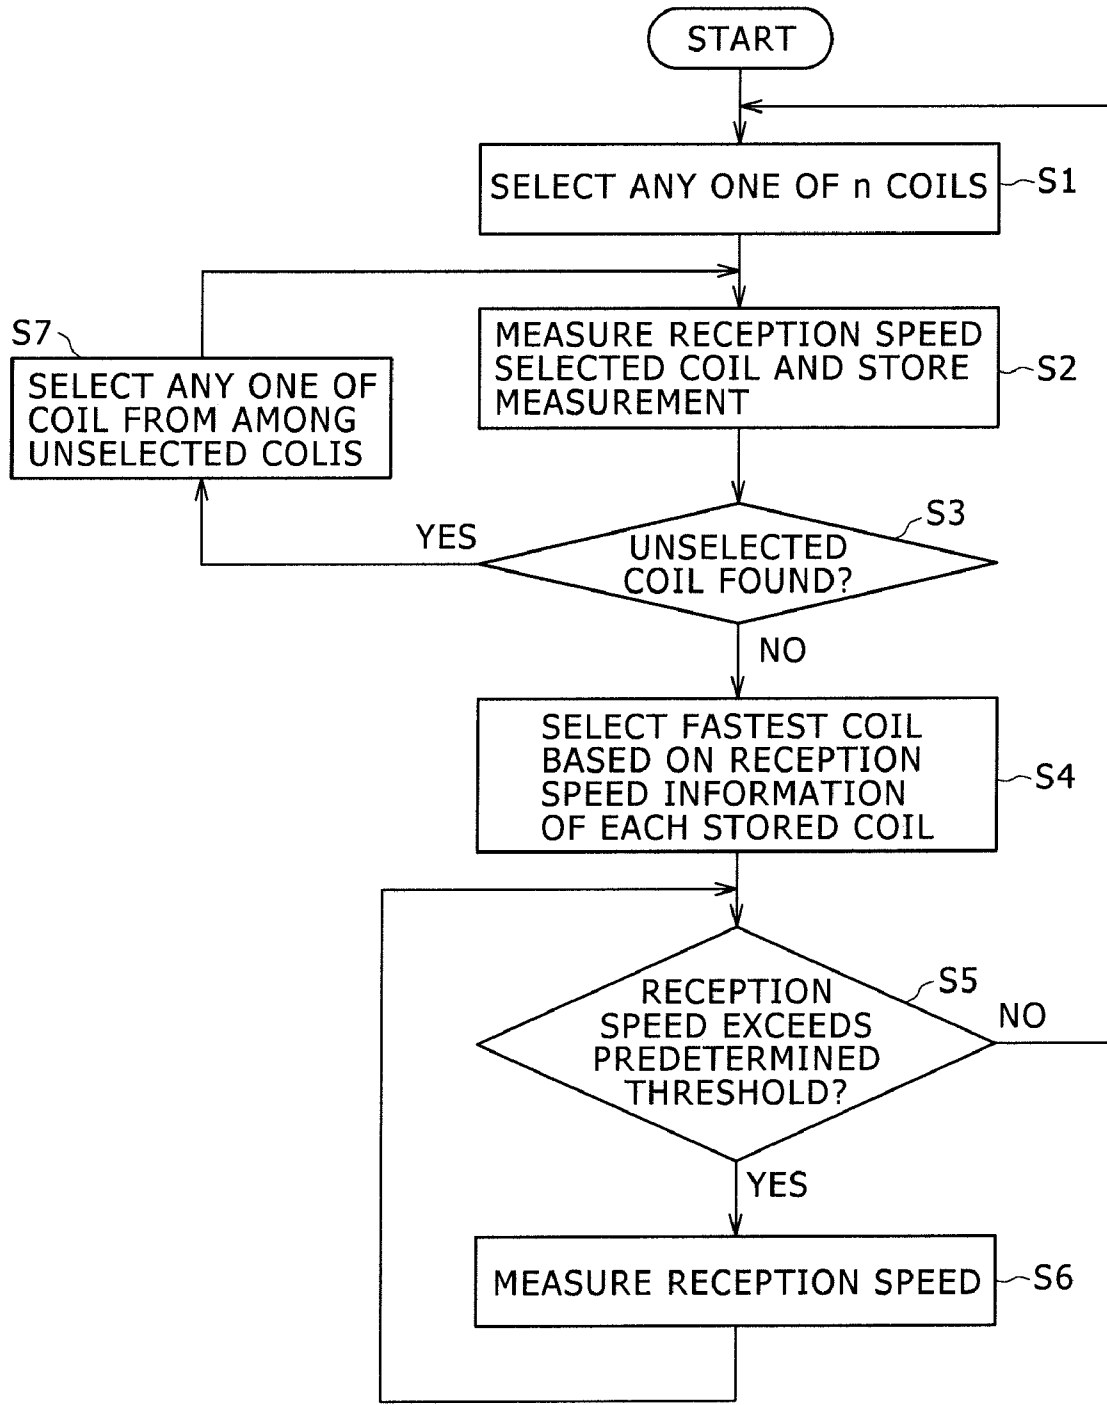 START
SELECT ANY ONE OF n COILS
S1
S7
MEASURE RECEPTION SPEED
SELECTED COIL AND STORE
MEASUREMENT
S2
SELECT ANY ONE OF
COIL FROM AMONG
UNSELECTED COLIS
S3
YES
UNSELECTED
COIL FOUND?
NO
SELECT FASTEST COIL
BASED ON RECEPTION
SPEED INFORMATION
OF EACH STORED COIL
S4
S5
RECEPTION
SPEED EXCEEDS
PREDETERMINED
THRESHOLD?
NO
YES
MEASURE RECEPTION SPEED
S6